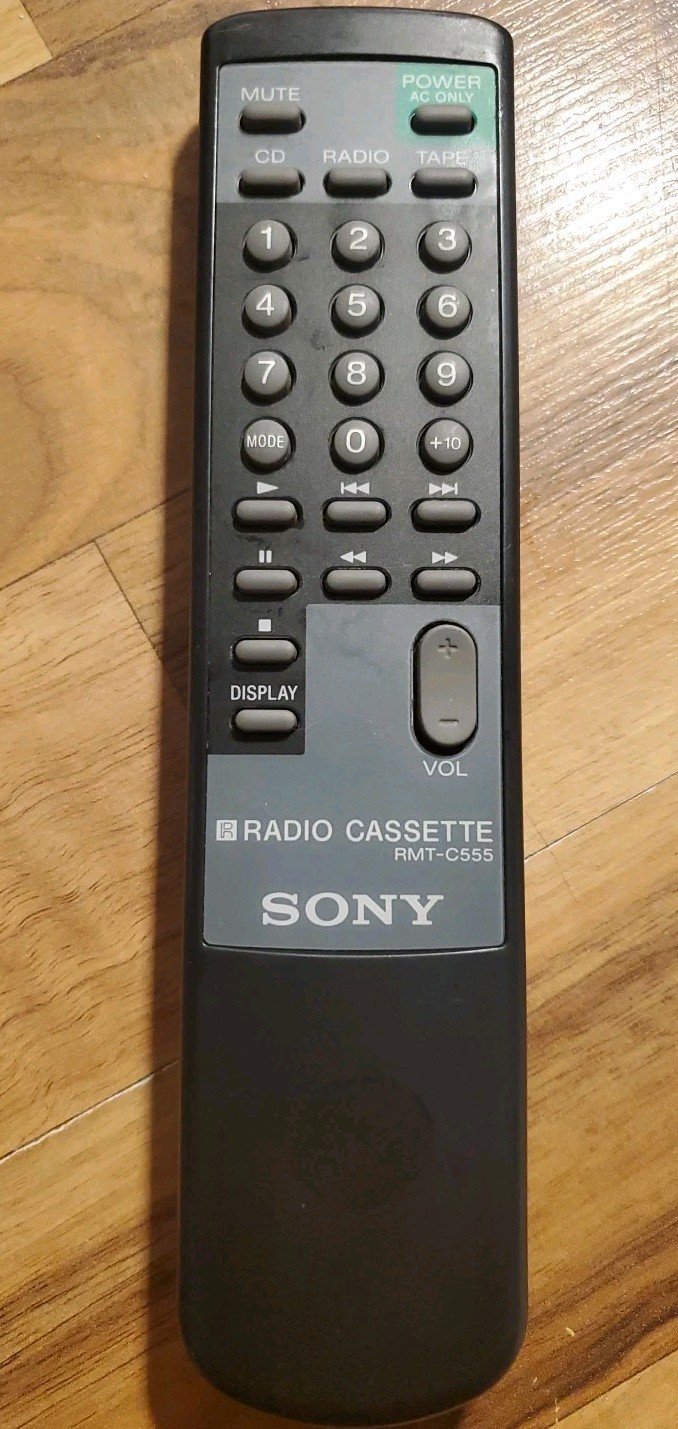 MUTE POWER
AC ONLY
CD RADIO TAPE
1 2 3
4 5 6
7 8 9
MODE 0 +10
DISPLAY
+
−
VOL
R RADIO CASSETTE
RMT-C555
SONY